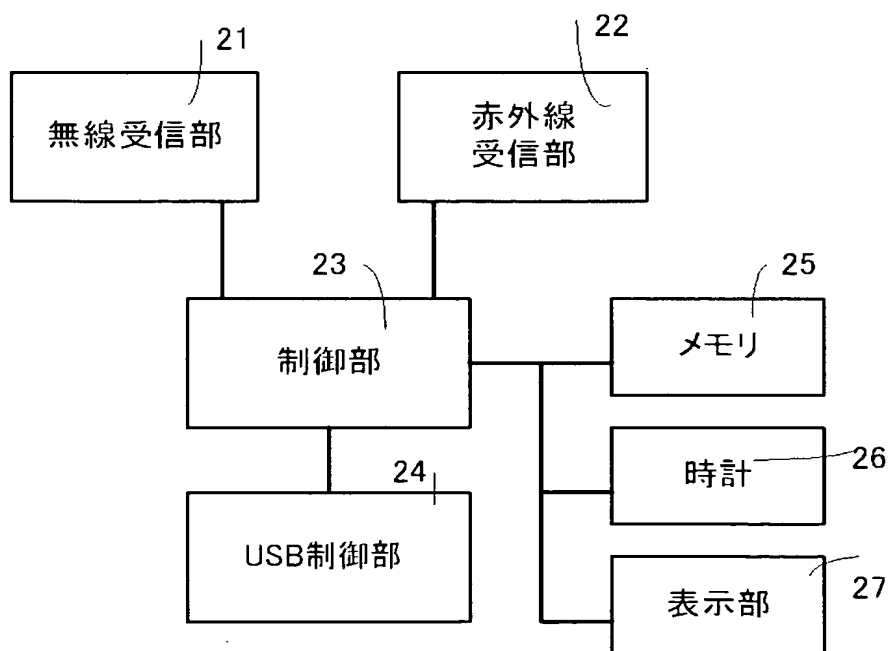 21
無線受信部
22
赤外線
受信部
23
制御部
24
USB制御部
25
メモリ
26
時計
27
表示部